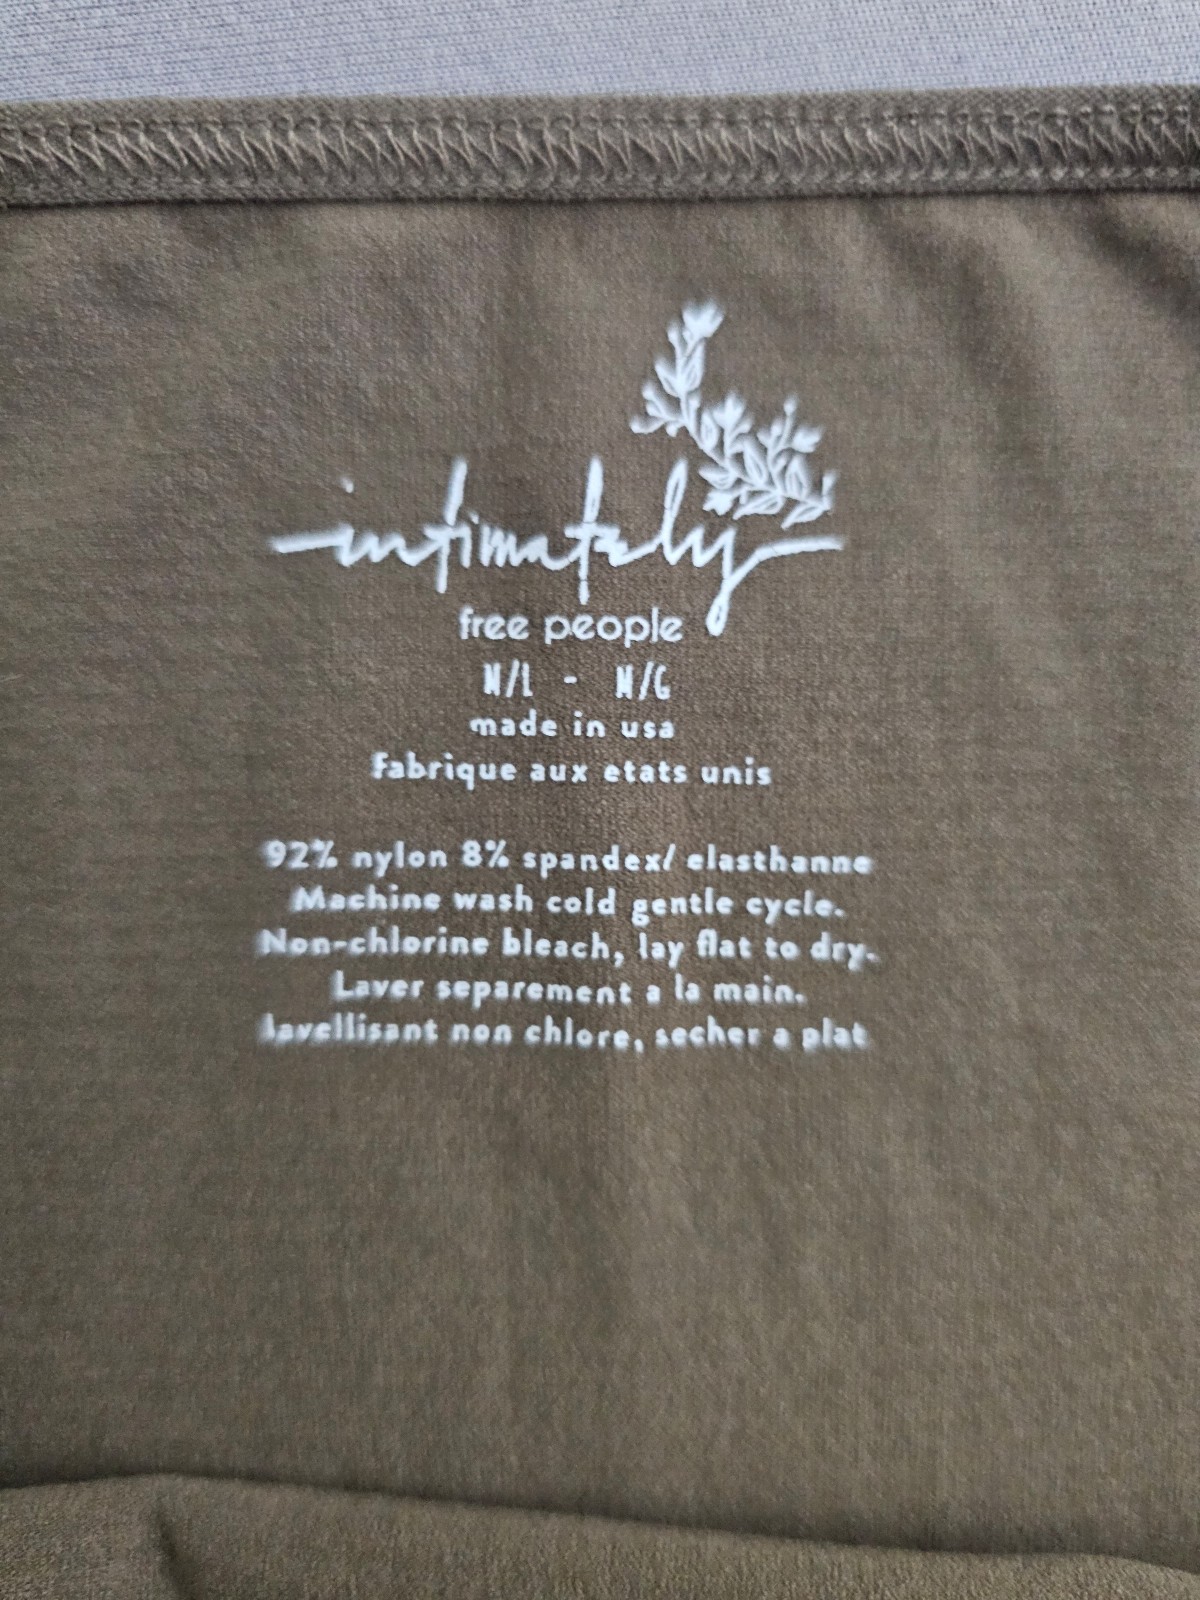 intimately
free people
M/L - M/G
made in usa
Fabrique aux etats unis
92% nylon 8% spandex/ elasthanne
Machine wash cold gentle cycle.
Non-chlorine bleach, lay flat to dry.
Laver separement a la main.
Javellisant non chlore, secher a plat